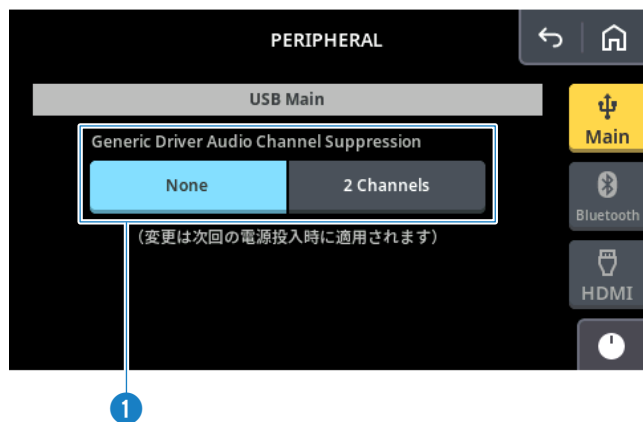 PERIPHERAL
USB Main
Main
Generic Driver Audio Channel Suppression
None
2 Channels
(変更は次回の電源投入時に適用されます)
Bluetooth
HDMI
1